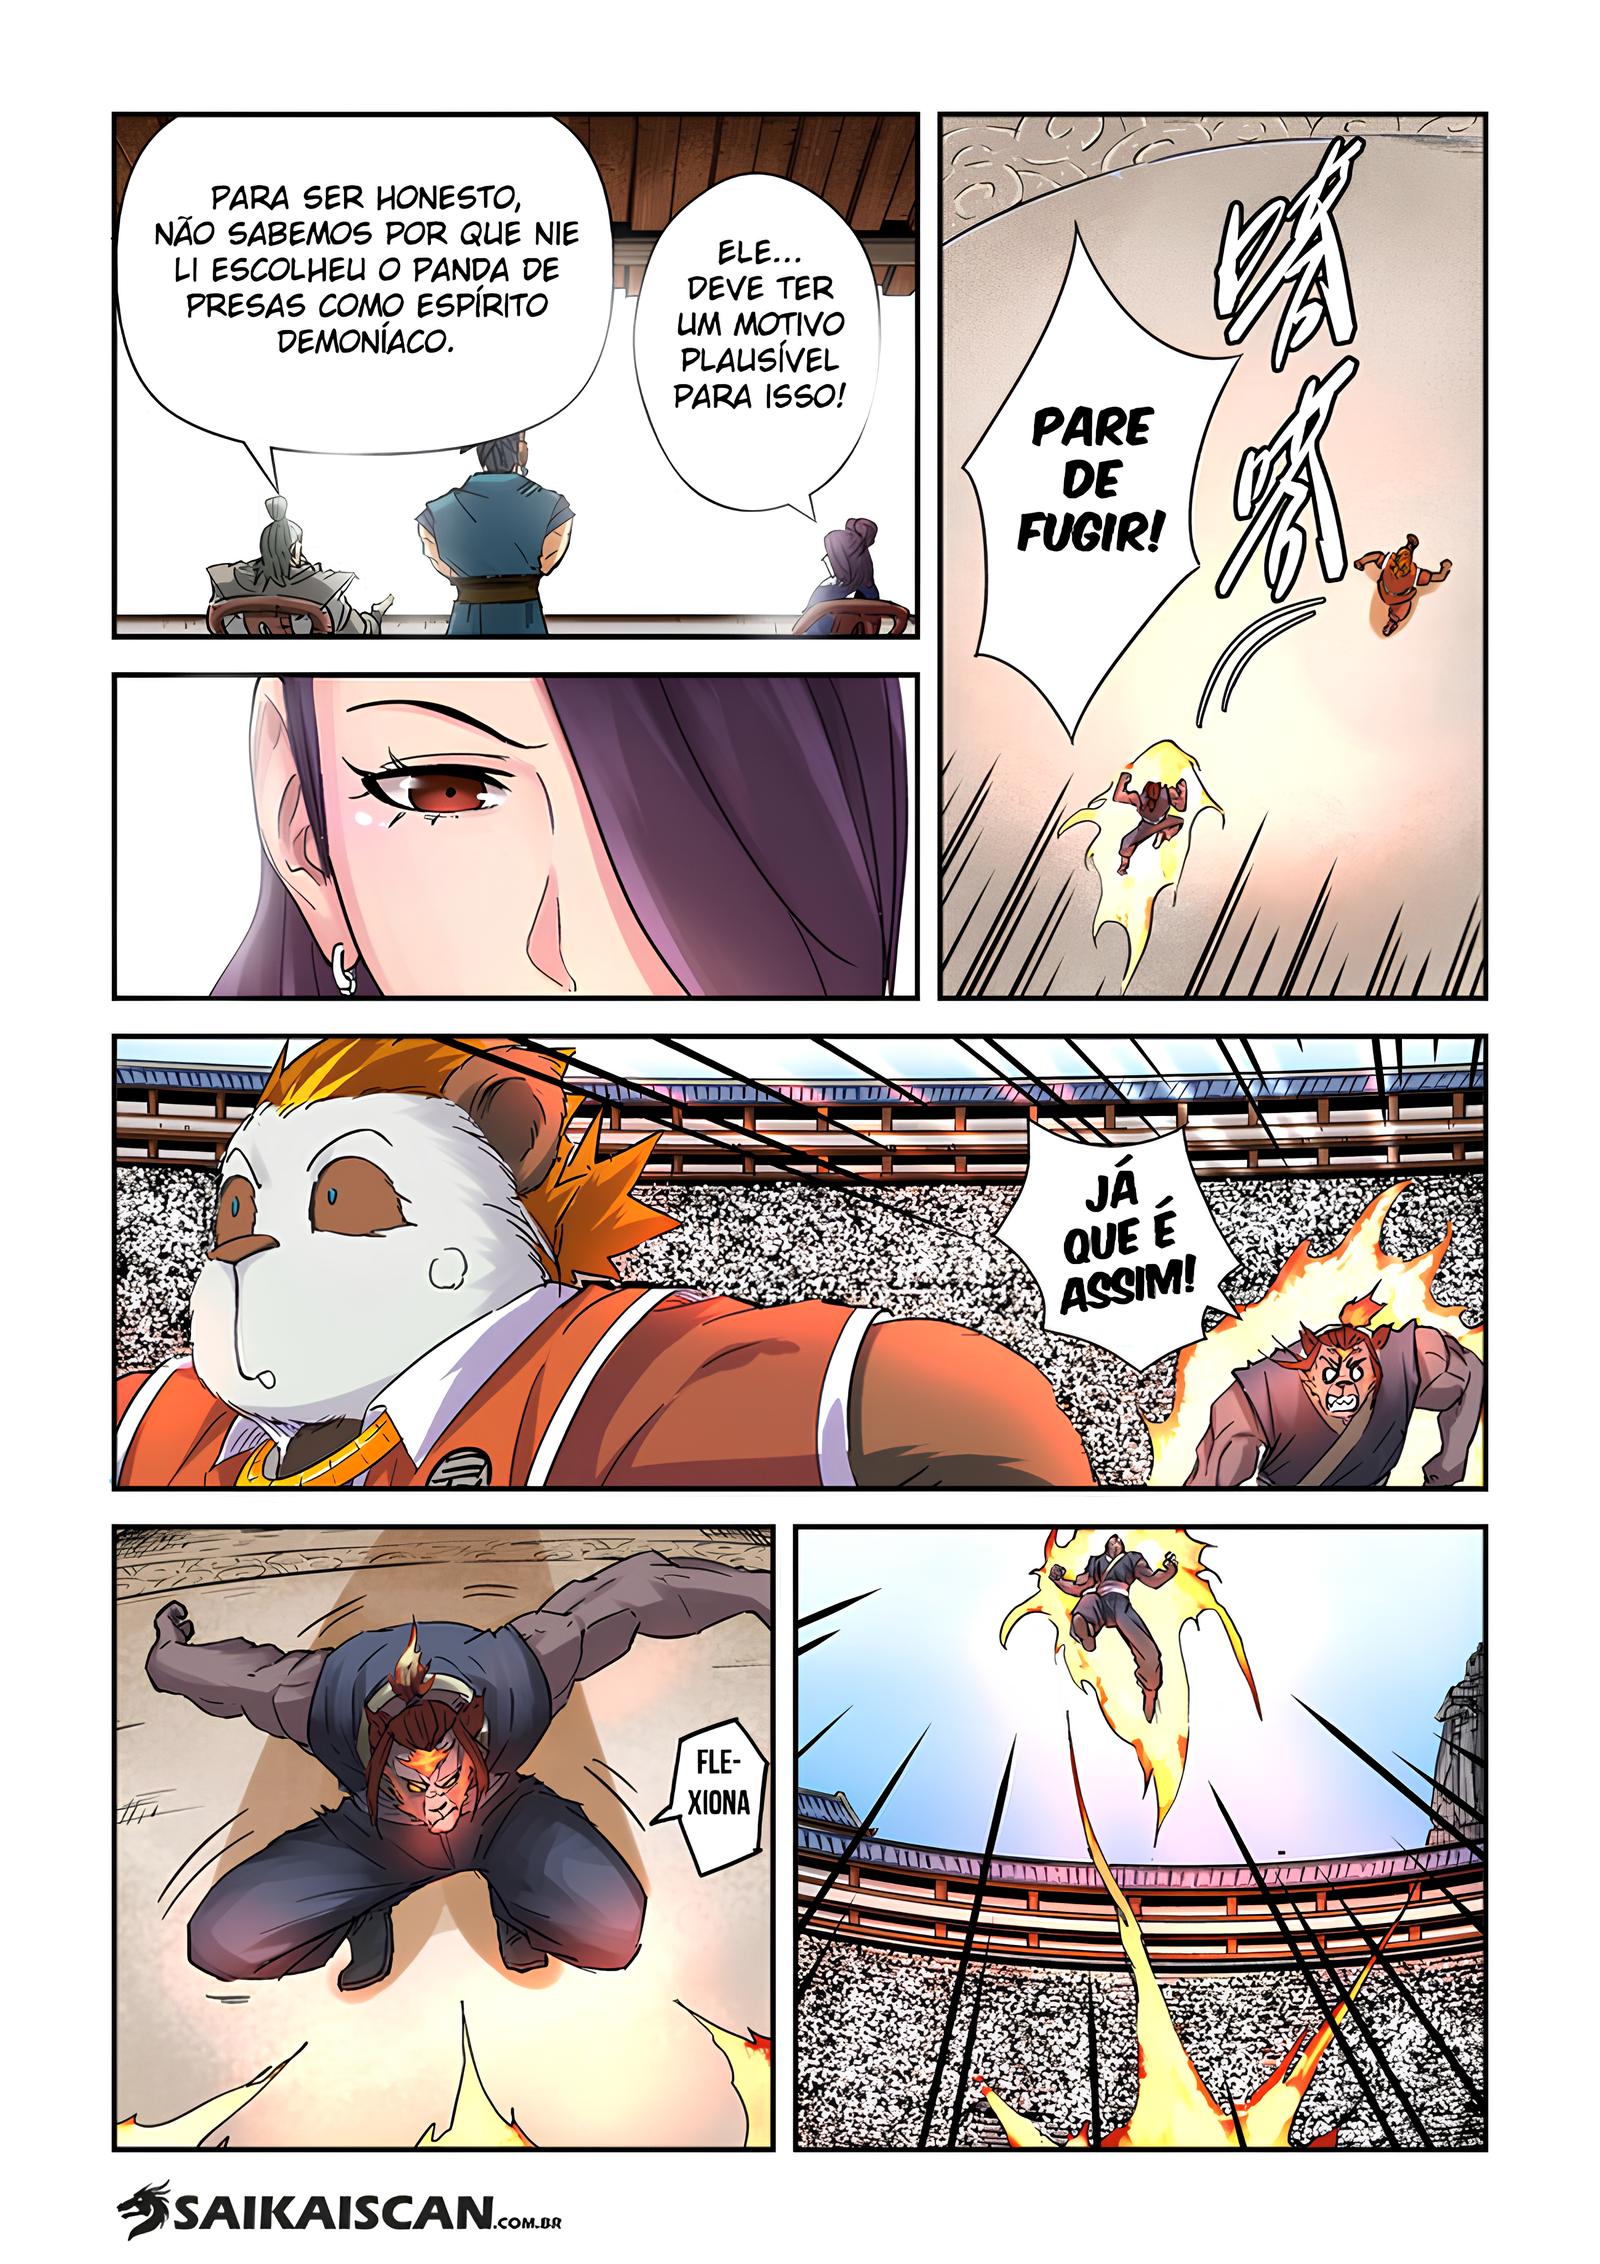 PARA SER HONESTO,
NÃO SABEMOS POR QUE NIE
LI ESCOLHEU O PANDA DE
PRESAS COMO ESPÍRITO
DEMONÍACO.
ELE...
DEVE TER
UM MOTIVO
PLAUSÍVEL
PARA ISSO!
PARE
DE
FUGIR!
JÁ
QUE É
ASSIM!
FLE-
XIONA
SAIKAISCAN.COM.BR